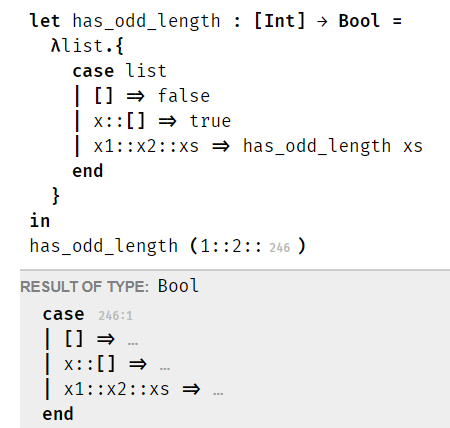 let has_odd_length : [Int] → Bool =
λlist.{
case list
| [] ⇒ false
| x::[] ⇒ true
| x1::x2::xs ⇒ has_odd_length xs
end
}
in
has_odd_length (1::2:: 246 )
RESULT OF TYPE: Bool
case 246:1
| [] ⇒ …
| x::[] ⇒ …
| x1::x2::xs ⇒ …
end